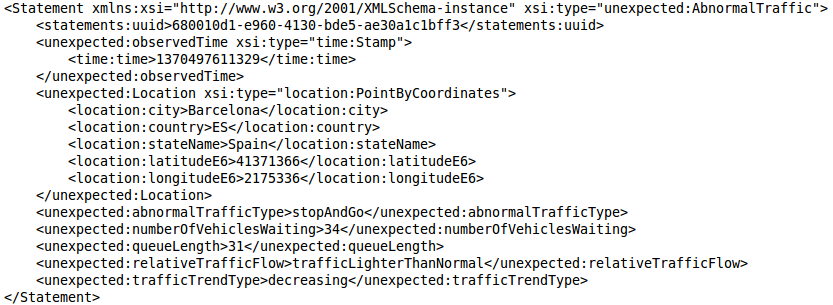 <Statement xmlns:xsi="http://www.w3.org/2001/XMLSchema-instance" xsi:type="unexpected:AbnormalTraffic">
    <statements:uuid>680010d1-e960-4130-bde5-ae30a1c1bff3</statements:uuid>
    <unexpected:observedTime xsi:type="time:Stamp">
        <time:time>1370497611329</time:time>
    </unexpected:observedTime>
    <unexpected:Location xsi:type="location:PointByCoordinates">
        <location:city>Barcelona</location:city>
        <location:country>ES</location:country>
        <location:stateName>Spain</location:stateName>
        <location:latitudeE6>41371366</location:latitudeE6>
        <location:longitudeE6>2175336</location:longitudeE6>
    </unexpected:Location>
    <unexpected:abnormalTrafficType>stopAndGo</unexpected:abnormalTrafficType>
    <unexpected:numberOfVehiclesWaiting>34</unexpected:numberOfVehiclesWaiting>
    <unexpected:queueLength>31</unexpected:queueLength>
    <unexpected:relativeTrafficFlow>trafficLighterThanNormal</unexpected:relativeTrafficFlow>
    <unexpected:trafficTrendType>decreasing</unexpected:trafficTrendType>
</Statement>